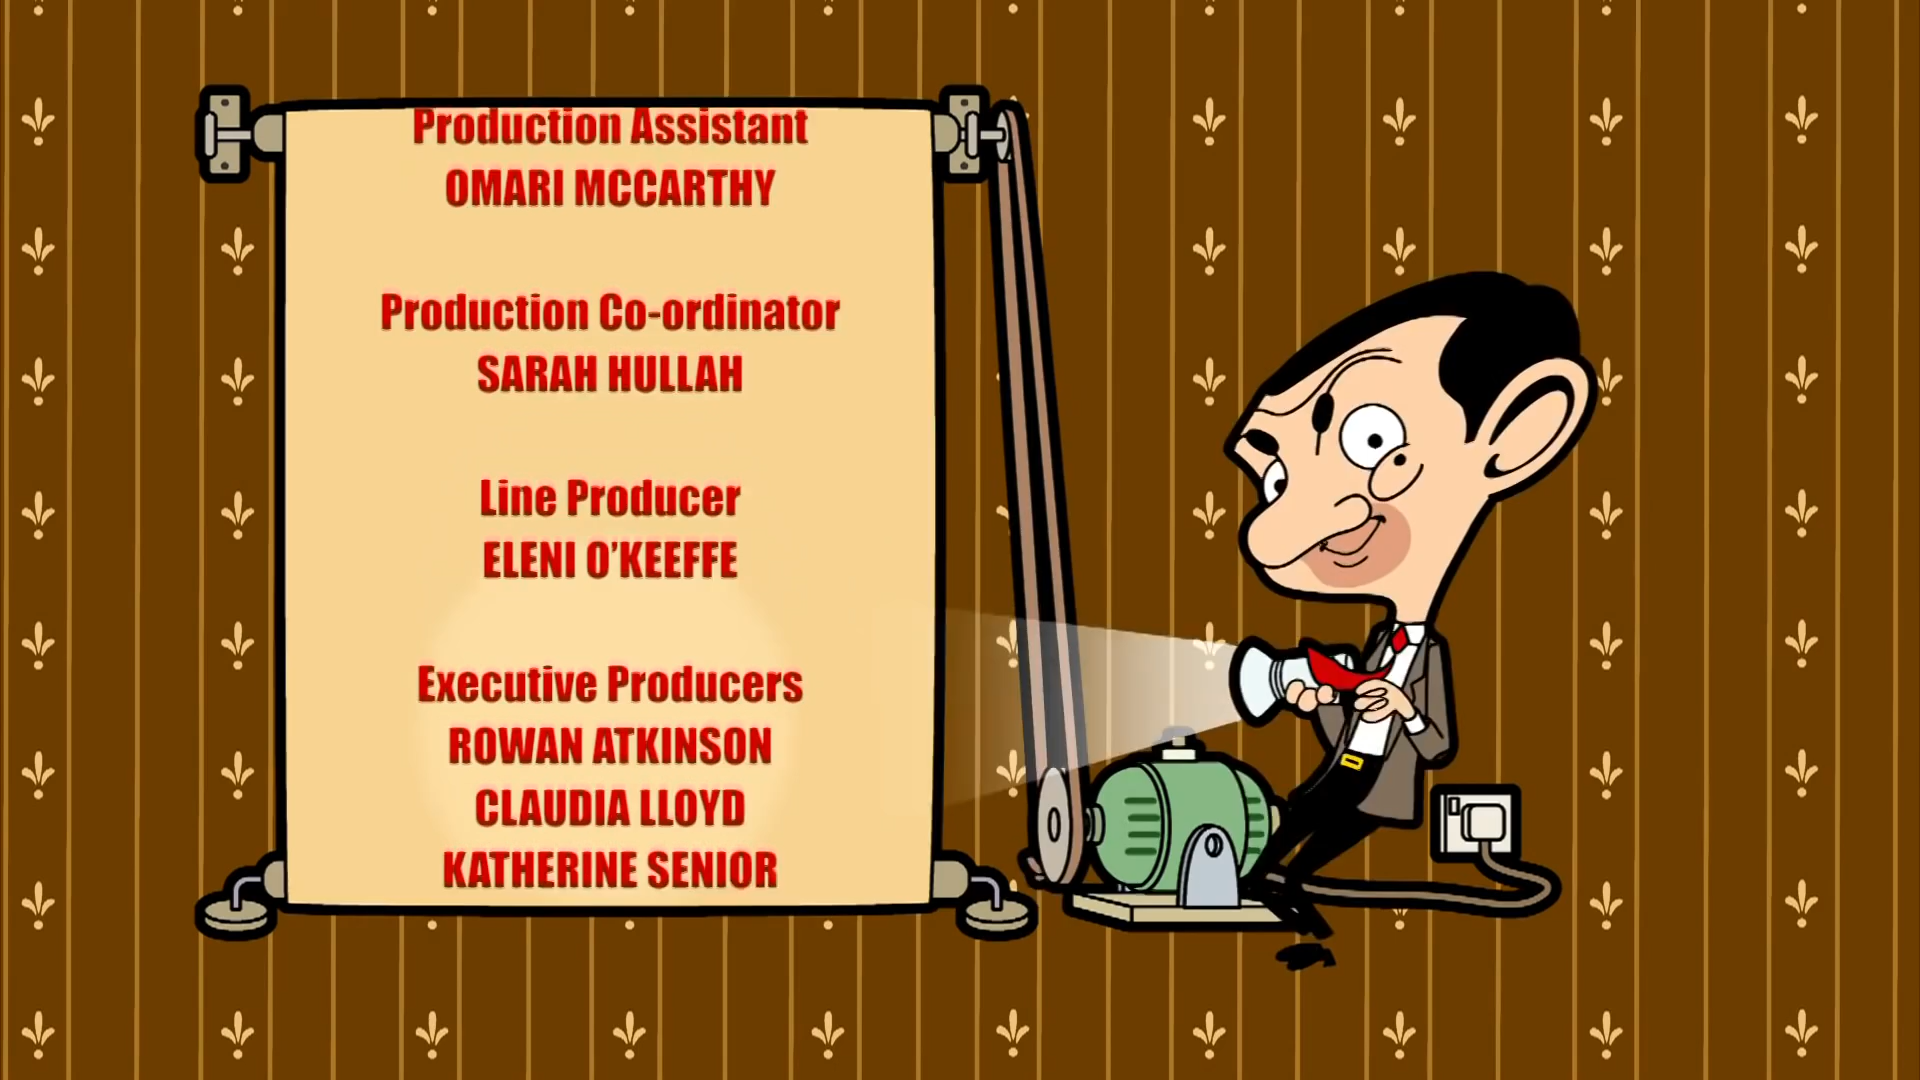 Production Assistant
OMARI MCCARTHY
Production Co-ordinator
SARAH HULLAH
Line Producer
ELENI O’KEEFFE
Executive Producers
ROWAN ATKINSON
CLAUDIA LLOYD
KATHERINE SENIOR